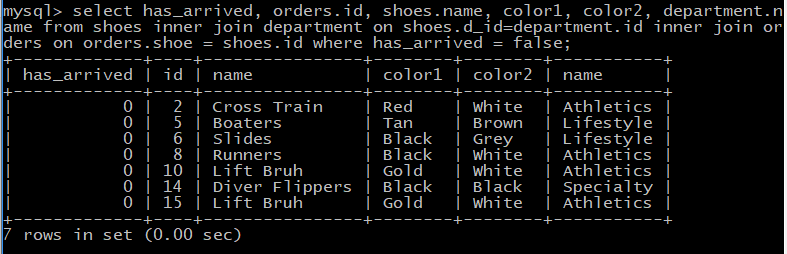 mysql> select has_arrived, orders.id, shoes.name, color1, color2, department.n
ame from shoes inner join department on shoes.d_id=department.id inner join or
ders on orders.shoe = shoes.id where has_arrived = false;
+-------------+----+----------------+--------+--------+------------+
| has_arrived | id | name           | color1 | color2 | name       |
+-------------+----+----------------+--------+--------+------------+
|           0 |  2 | Cross Train    | Red    | White  | Athletics  |
|           0 |  5 | Boaters        | Tan    | Brown  | Lifestyle  |
|           0 |  6 | Slides         | Black  | Grey   | Lifestyle  |
|           0 |  8 | Runners        | Black  | White  | Athletics  |
|           0 | 10 | Lift Bruh      | Gold   | White  | Athletics  |
|           0 | 14 | Diver Flippers | Black  | Black  | Specialty  |
|           0 | 15 | Lift Bruh      | Gold   | White  | Athletics  |
+-------------+----+----------------+--------+--------+------------+
7 rows in set (0.00 sec)